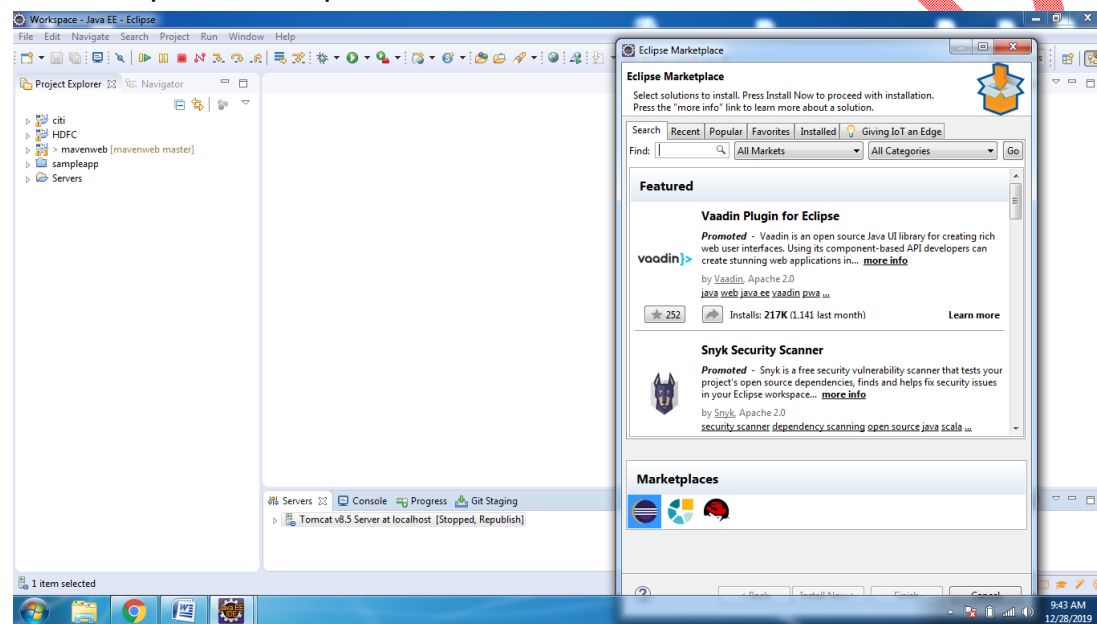 Workspace - Java EE - Eclipse
File Edit Navigate Search Project Run Window Help
Project Explorer Navigator
citi
HDFC
> mavenweb [mavenweb master]
sampleapp
Servers
Servers Console Progress Git Staging
Tomcat v8.5 Server at localhost [Stopped, Republish]
1 item selected
Eclipse Marketplace
Eclipse Marketplace
Select solutions to install. Press Install Now to proceed with installation.
Press the "more info" link to learn more about a solution.
Search Recent Popular Favorites Installed Giving IoT an Edge
Find: All Markets All Categories Go
Featured
Vaadin Plugin for Eclipse
Promoted - Vaadin is an open source Java UI library for creating rich
web user interfaces. Using its component-based API developers can
create stunning web applications in... more info
vaadin}>
by Vaadin, Apache 2.0
java web java ee vaadin pwa ...
252 Installs: 217K (1,141 last month) Learn more
Snyk Security Scanner
Promoted - Snyk is a free security vulnerability scanner that tests your
project's open source dependencies, finds and helps fix security issues
in your Eclipse workspace... more info
by Snyk, Apache 2.0
security scanner dependency scanning open source java scala ...
Marketplaces
< Back Install Now > Finish Cancel
Java EE
IDE
9:43 AM
12/28/2019